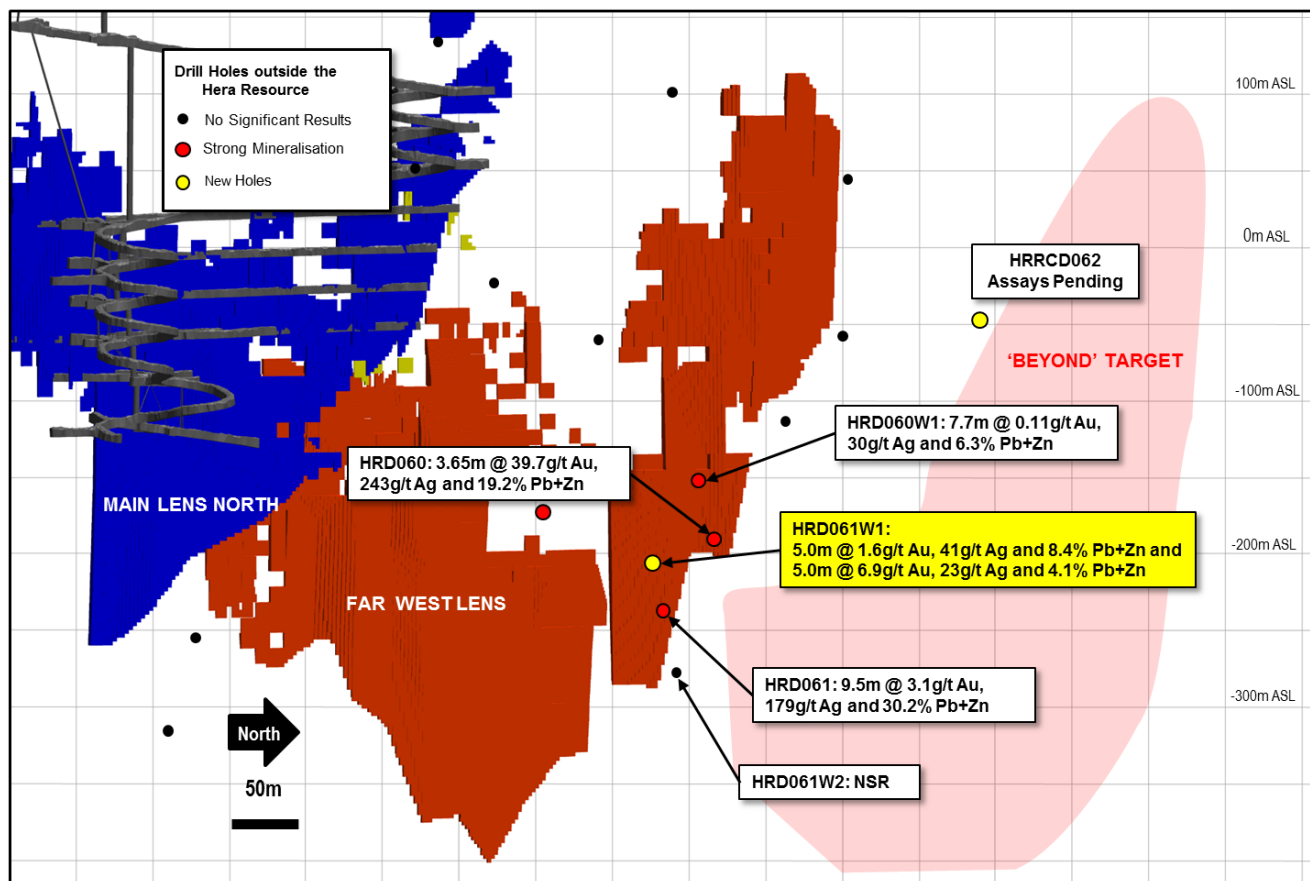 Drill Holes outside the
Hera Resource
No Significant Results
Strong Mineralisation
New Holes
100m ASL
0m ASL
HRRCD062
Assays Pending
'BEYOND' TARGET
-100m ASL
HRD060W1: 7.7m @ 0.11g/t Au,
30g/t Ag and 6.3% Pb+Zn
HRD060: 3.65m @ 39.7g/t Au,
243g/t Ag and 19.2% Pb+Zn
MAIN LENS NORTH
HRD061W1:
5.0m @ 1.6g/t Au, 41g/t Ag and 8.4% Pb+Zn and
5.0m @ 6.9g/t Au, 23g/t Ag and 4.1% Pb+Zn
-200m ASL
FAR WEST LENS
HRD061: 9.5m @ 3.1g/t Au,
179g/t Ag and 30.2% Pb+Zn
-300m ASL
North
50m
HRD061W2: NSR